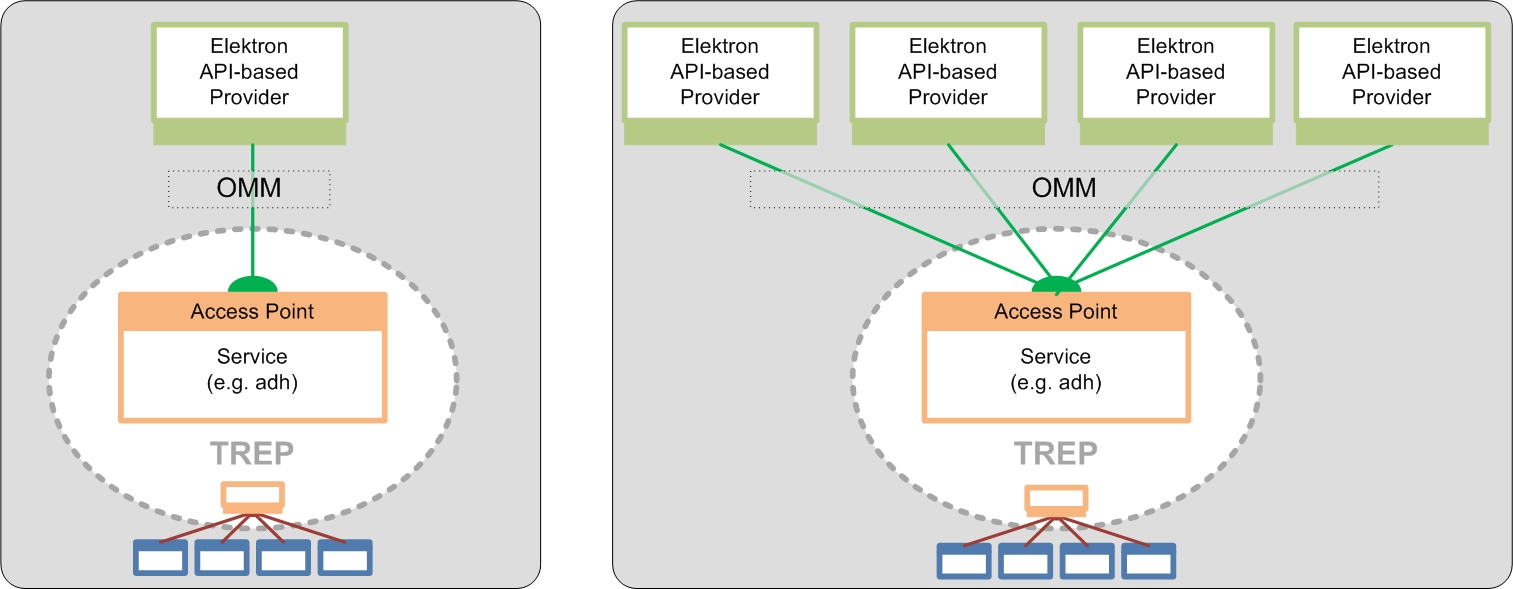 Elektron
API-based
Provider
OMM
Access Point
Service
(e.g. adh)
TREP
Elektron
API-based
Provider
Elektron
API-based
Provider
Elektron
API-based
Provider
Elektron
API-based
Provider
OMM
Access Point
Service
(e.g. adh)
TREP